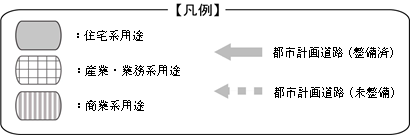 【凡例】
：住宅系用途
：産業・業務系用途
：商業系用途
都市計画道路（整備済）
都市計画道路（未整備）